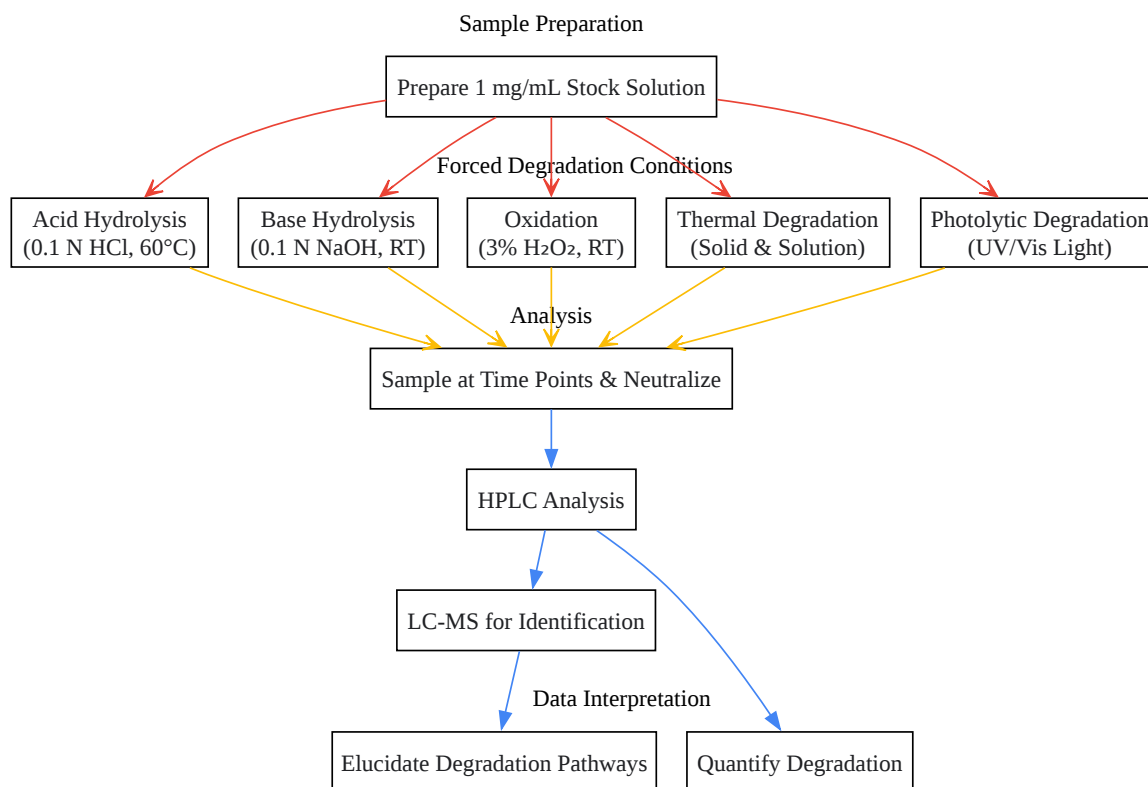 Sample Preparation
Prepare 1 mg/mL Stock Solution
Forced Degradation Conditions
Acid Hydrolysis
(0.1 N HCl, 60°C)
Base Hydrolysis
(0.1 N NaOH, RT)
Oxidation
(3% H₂O₂, RT)
Thermal Degradation
(Solid & Solution)
Photolytic Degradation
(UV/Vis Light)
Analysis
Sample at Time Points & Neutralize
HPLC Analysis
LC-MS for Identification
Data Interpretation
Elucidate Degradation Pathways
Quantify Degradation